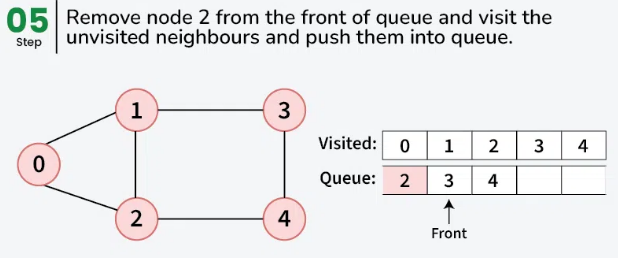 05
Step
Remove node 2 from the front of queue and visit the
unvisited neighbours and push them into queue.
1
3
0
2
4
Visited: 0 1 2 3 4
Queue: 2 3 4
Front